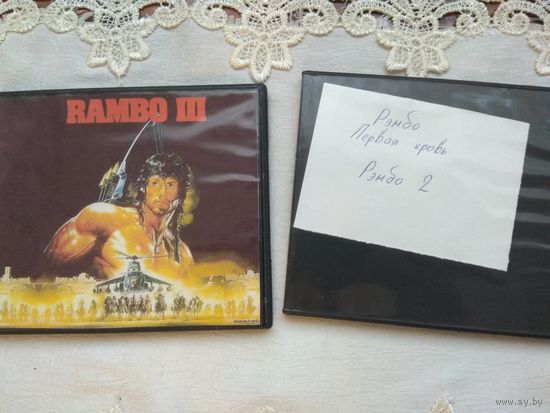 RAMBO III
Рэмбо
Первая кровь
Рэмбо 2
www.ay.by